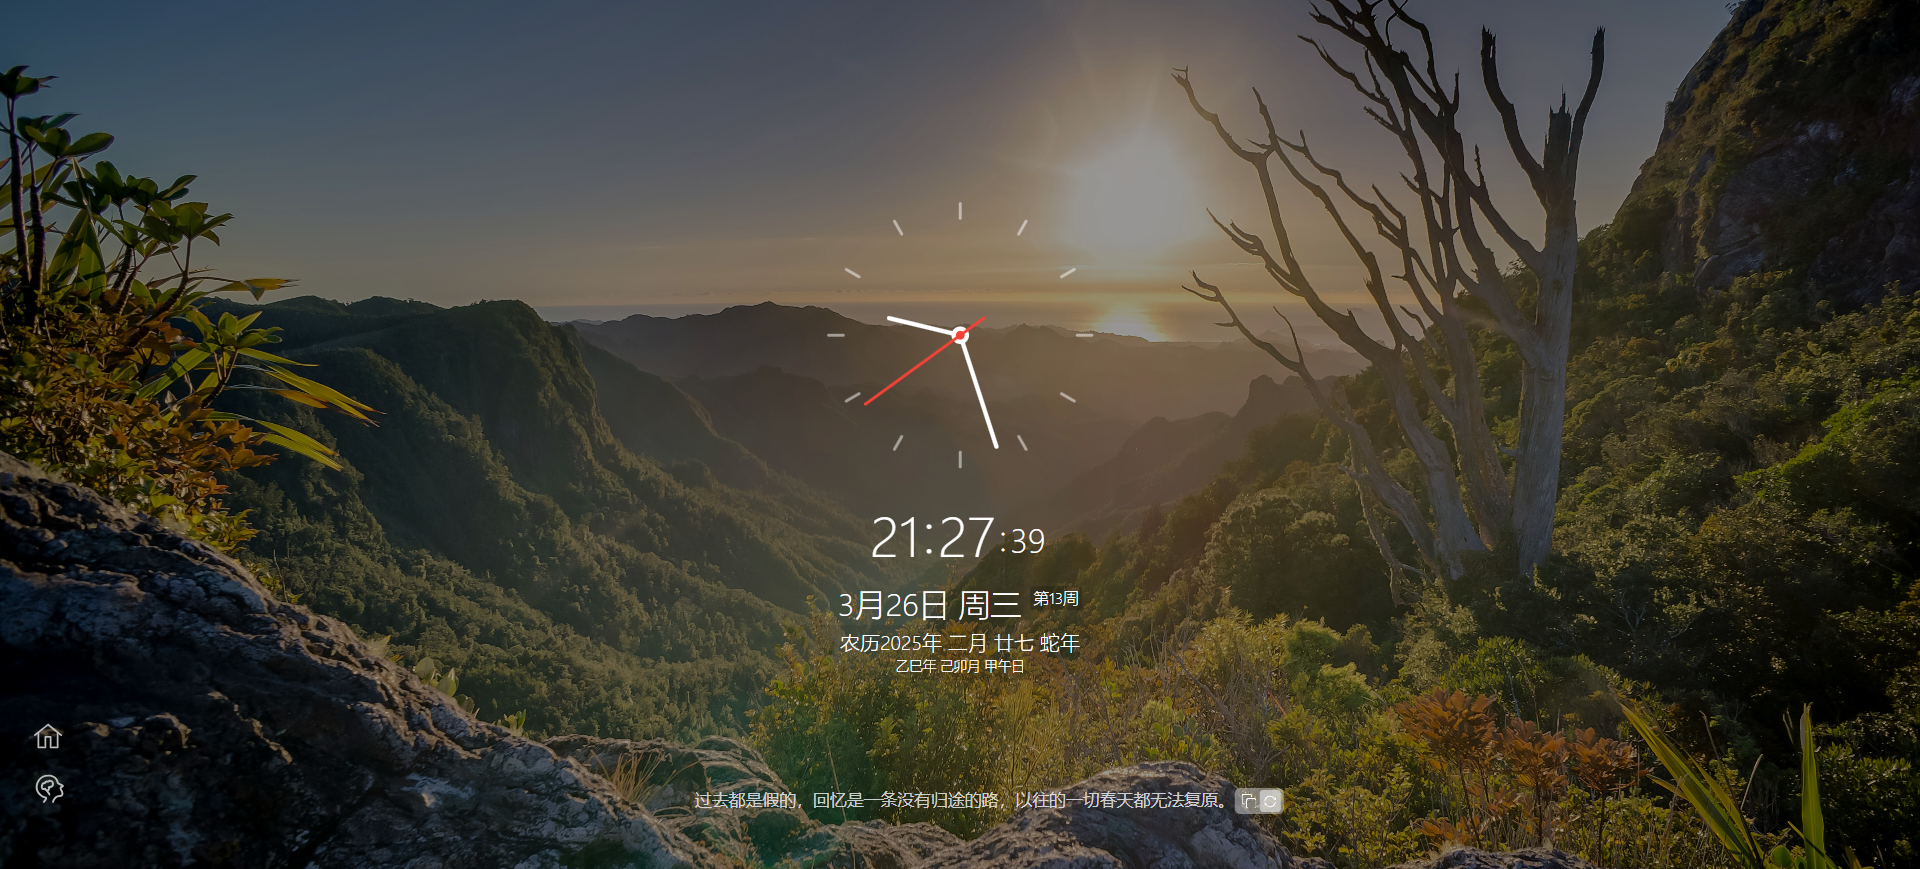 21:27:39
3月26日 周三 第13周
农历2025年 二月 廿七 蛇年
乙巳年 己卯月 甲午日
过去都是假的，回忆是一条没有归途的路，以往的一切春天都无法复原。